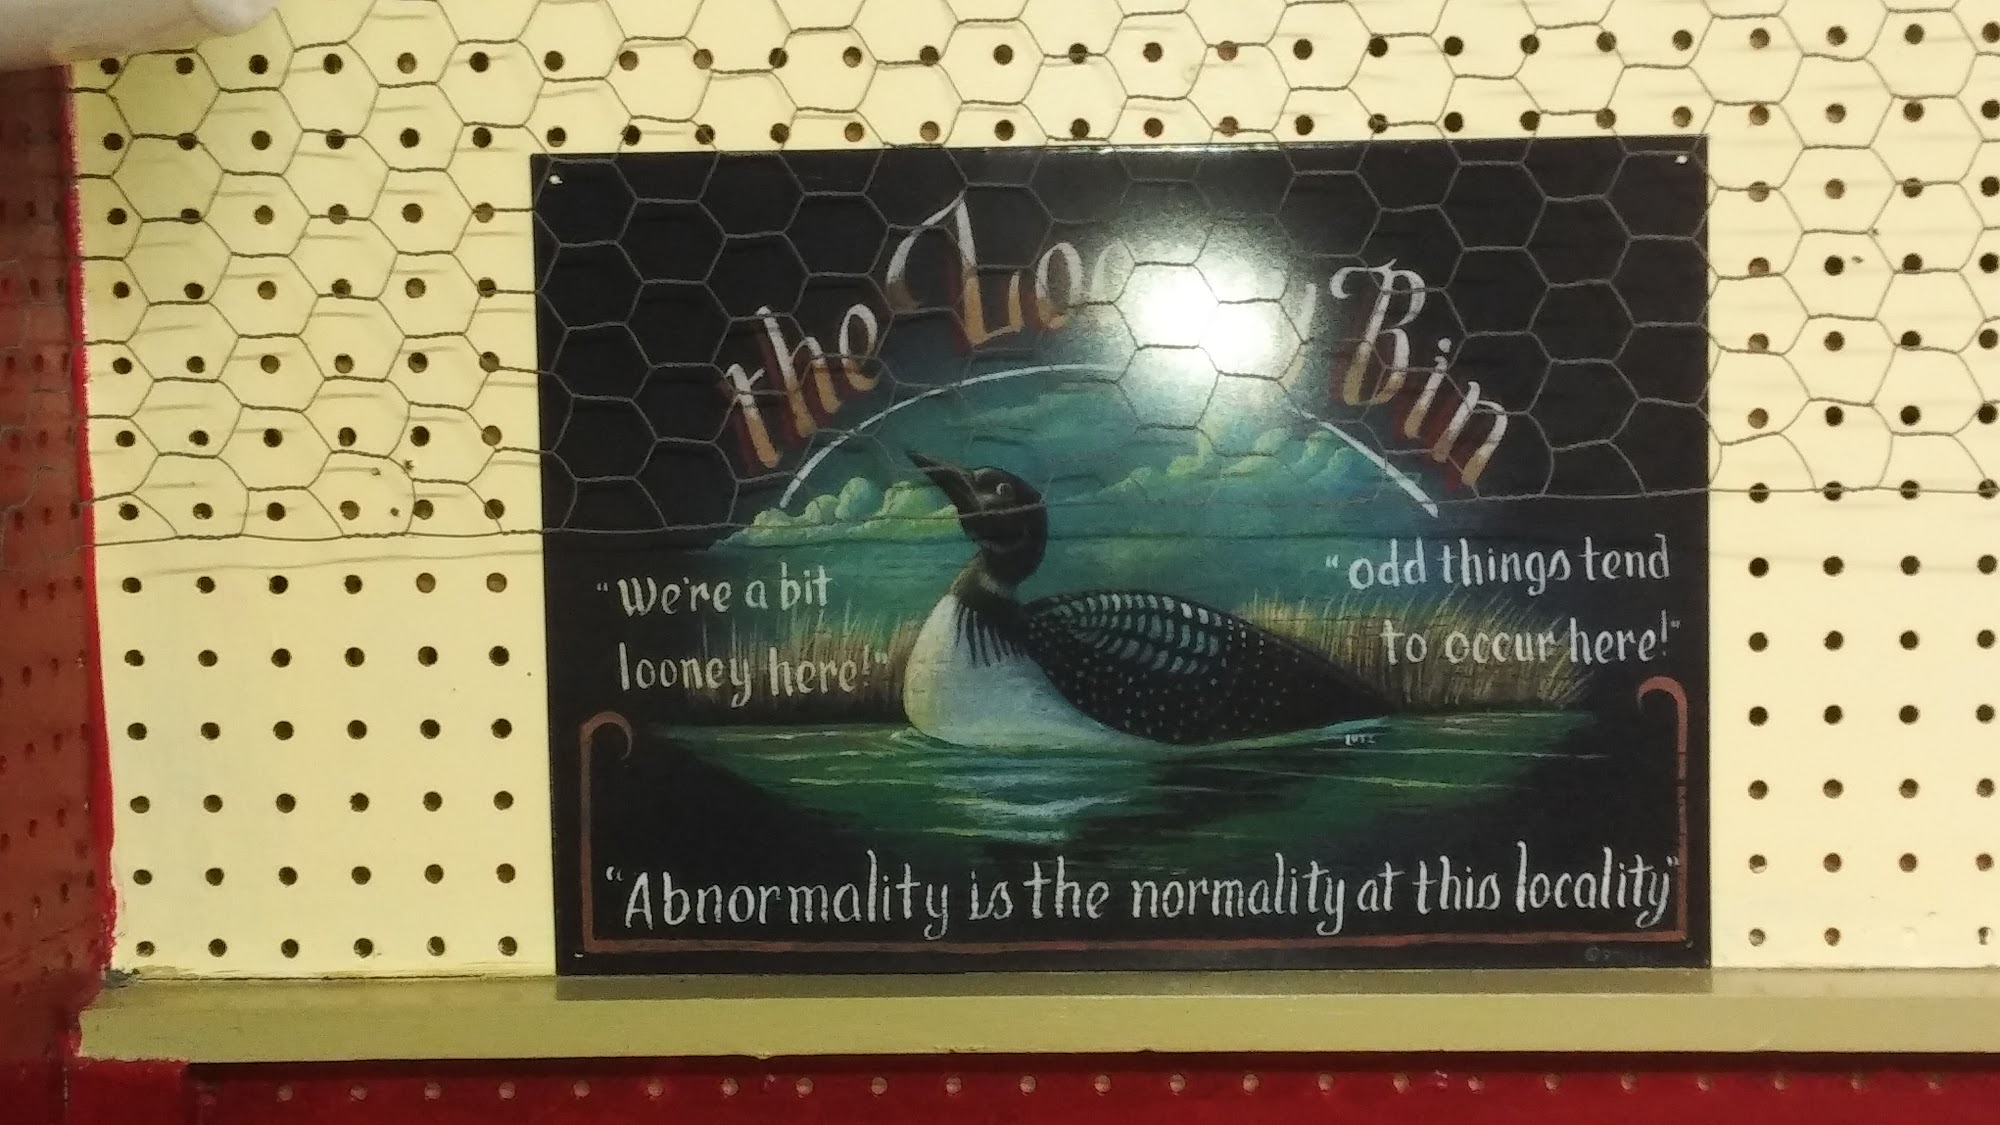 the Bin
"We're a bit
looney here!"
"odd things tend
to occur here!"
LUTZ
"Abnormality is the normality at this locality"